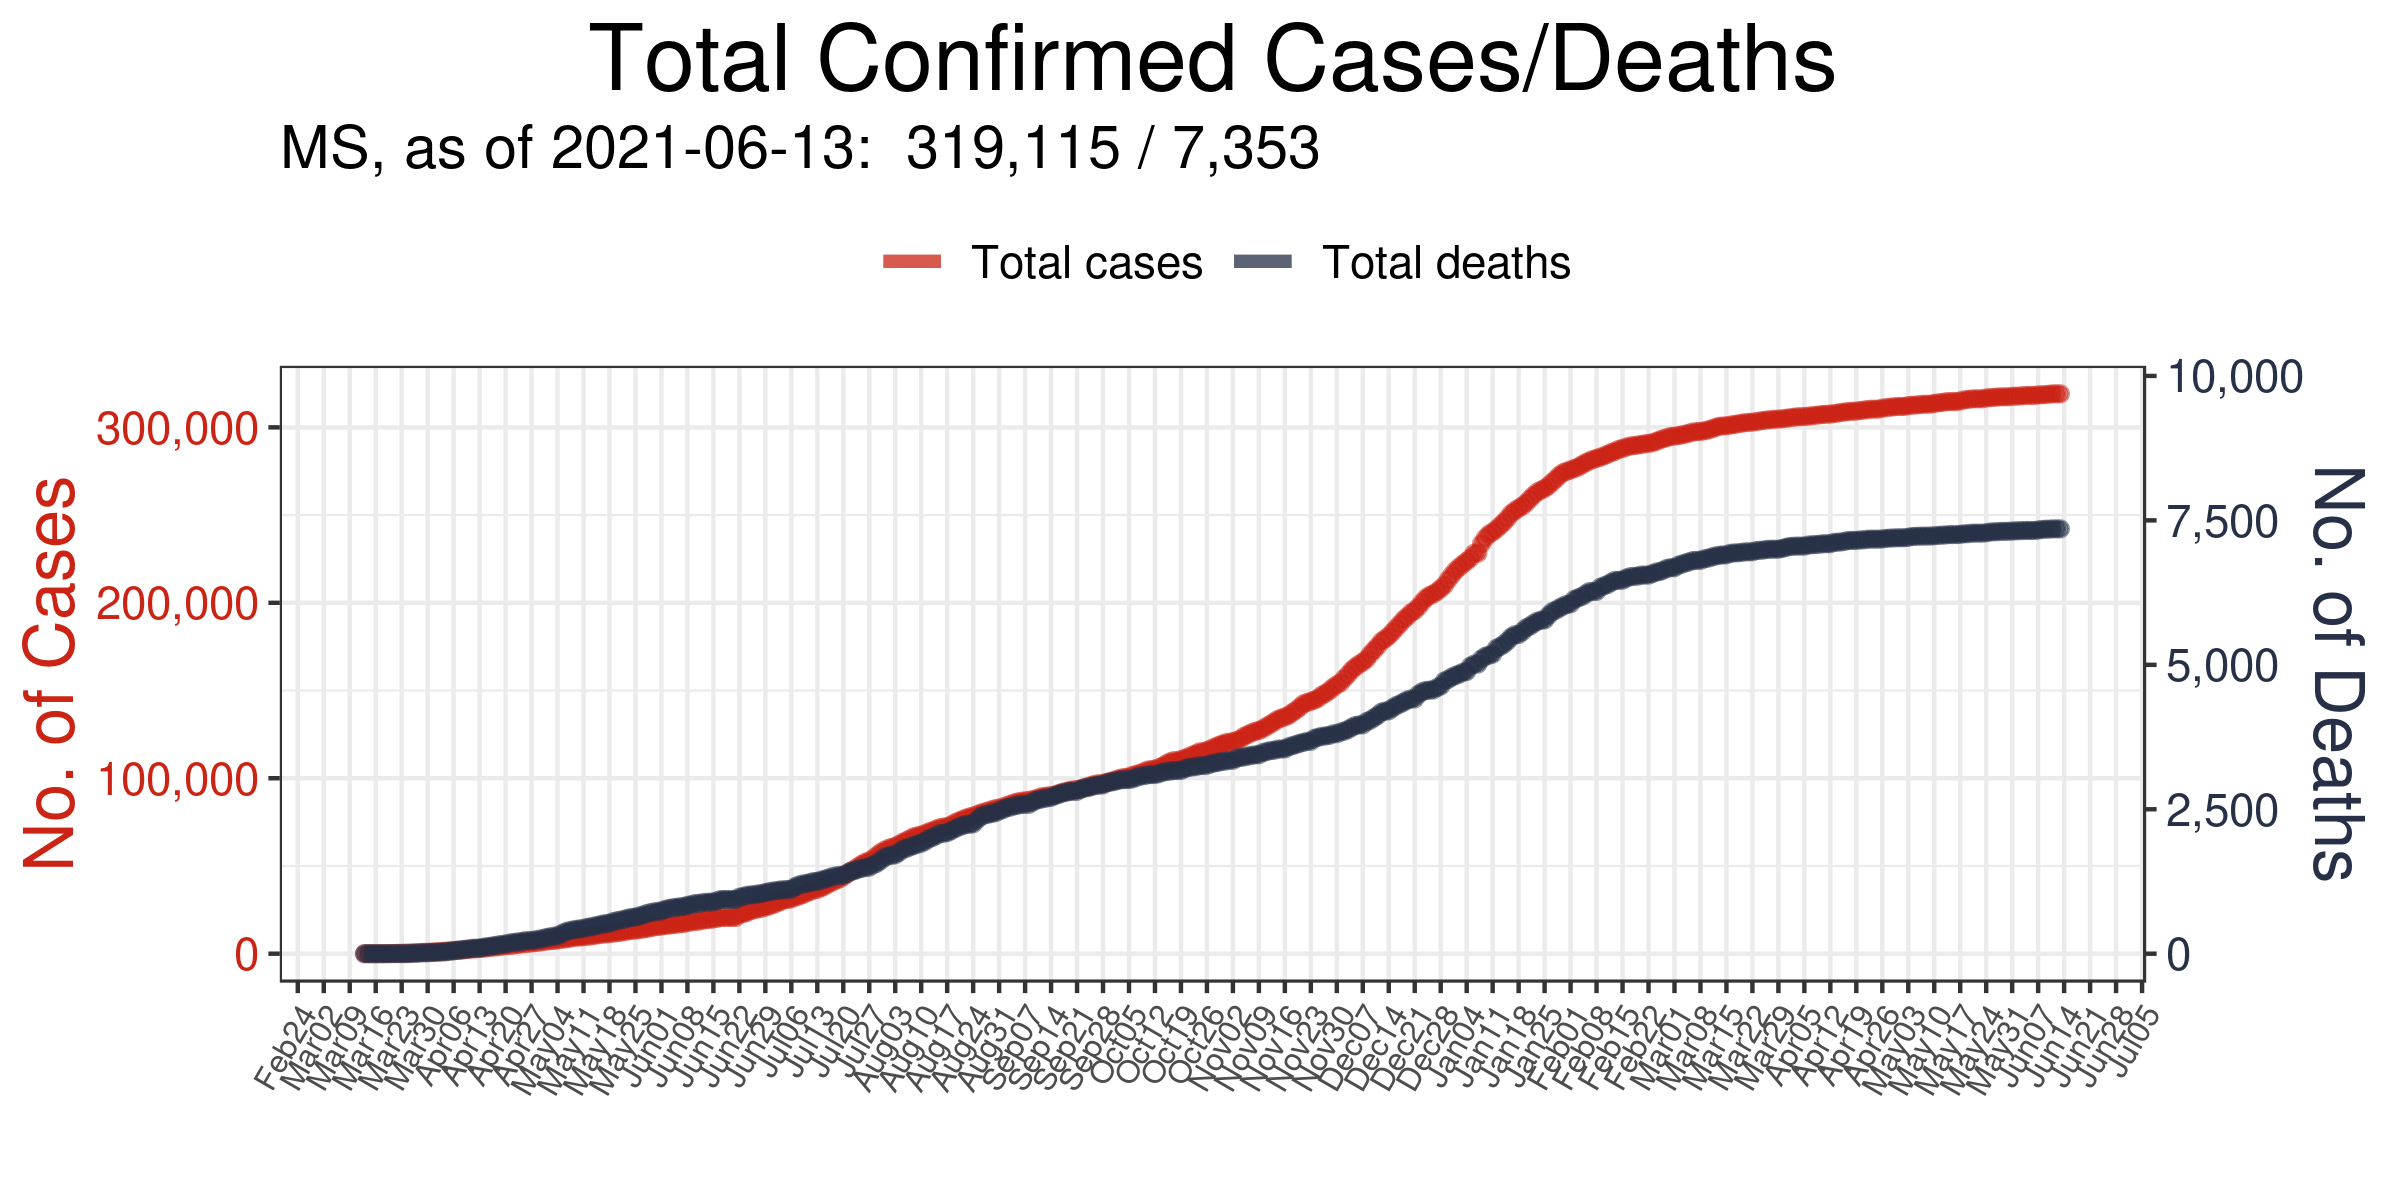 Total Confirmed Cases/Deaths
MS, as of 2021-06-13:  319,115 / 7,353
Total cases
Total deaths
No. of Cases
300,000
200,000
100,000
0
10,000
7,500
5,000
2,500
0
No. of Deaths
Feb24
Mar02
Mar09
Mar16
Mar23
Mar30
Apr06
Apr13
Apr20
Apr27
May04
May11
May18
May25
Jun01
Jun08
Jun15
Jun22
Jun29
Jul06
Jul13
Jul20
Jul27
Aug03
Aug10
Aug17
Aug24
Aug31
Sep07
Sep14
Sep21
Sep28
Oct05
Oct12
Oct19
Oct26
Nov02
Nov09
Nov16
Nov23
Nov30
Dec07
Dec14
Dec21
Dec28
Jan04
Jan11
Jan18
Jan25
Feb01
Feb08
Feb15
Feb22
Mar01
Mar08
Mar15
Mar22
Mar29
Apr05
Apr12
Apr19
Apr26
May03
May10
May17
May24
May31
Jun07
Jun14
Jun21
Jun28
Jul05